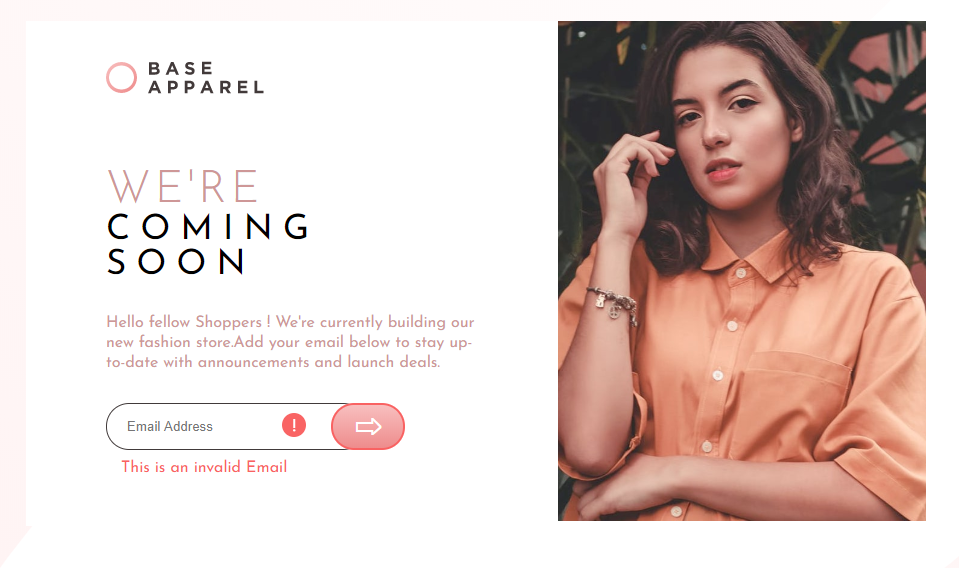 BASE
APPAREL
WE'RE
COMING
SOON
Hello fellow Shoppers ! We're currently building our
new fashion store.Add your email below to stay up-
to-date with announcements and launch deals.
Email Address !
This is an invalid Email